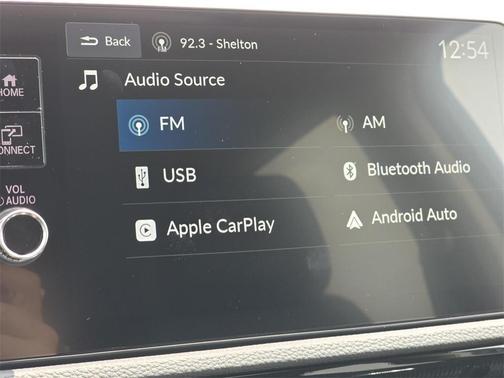 Back
92.3 - Shelton
12:54
Audio Source
HOME
FM
AM
CONNECT
USB
Bluetooth Audio
VOL
AUDIO
Apple CarPlay
Android Auto